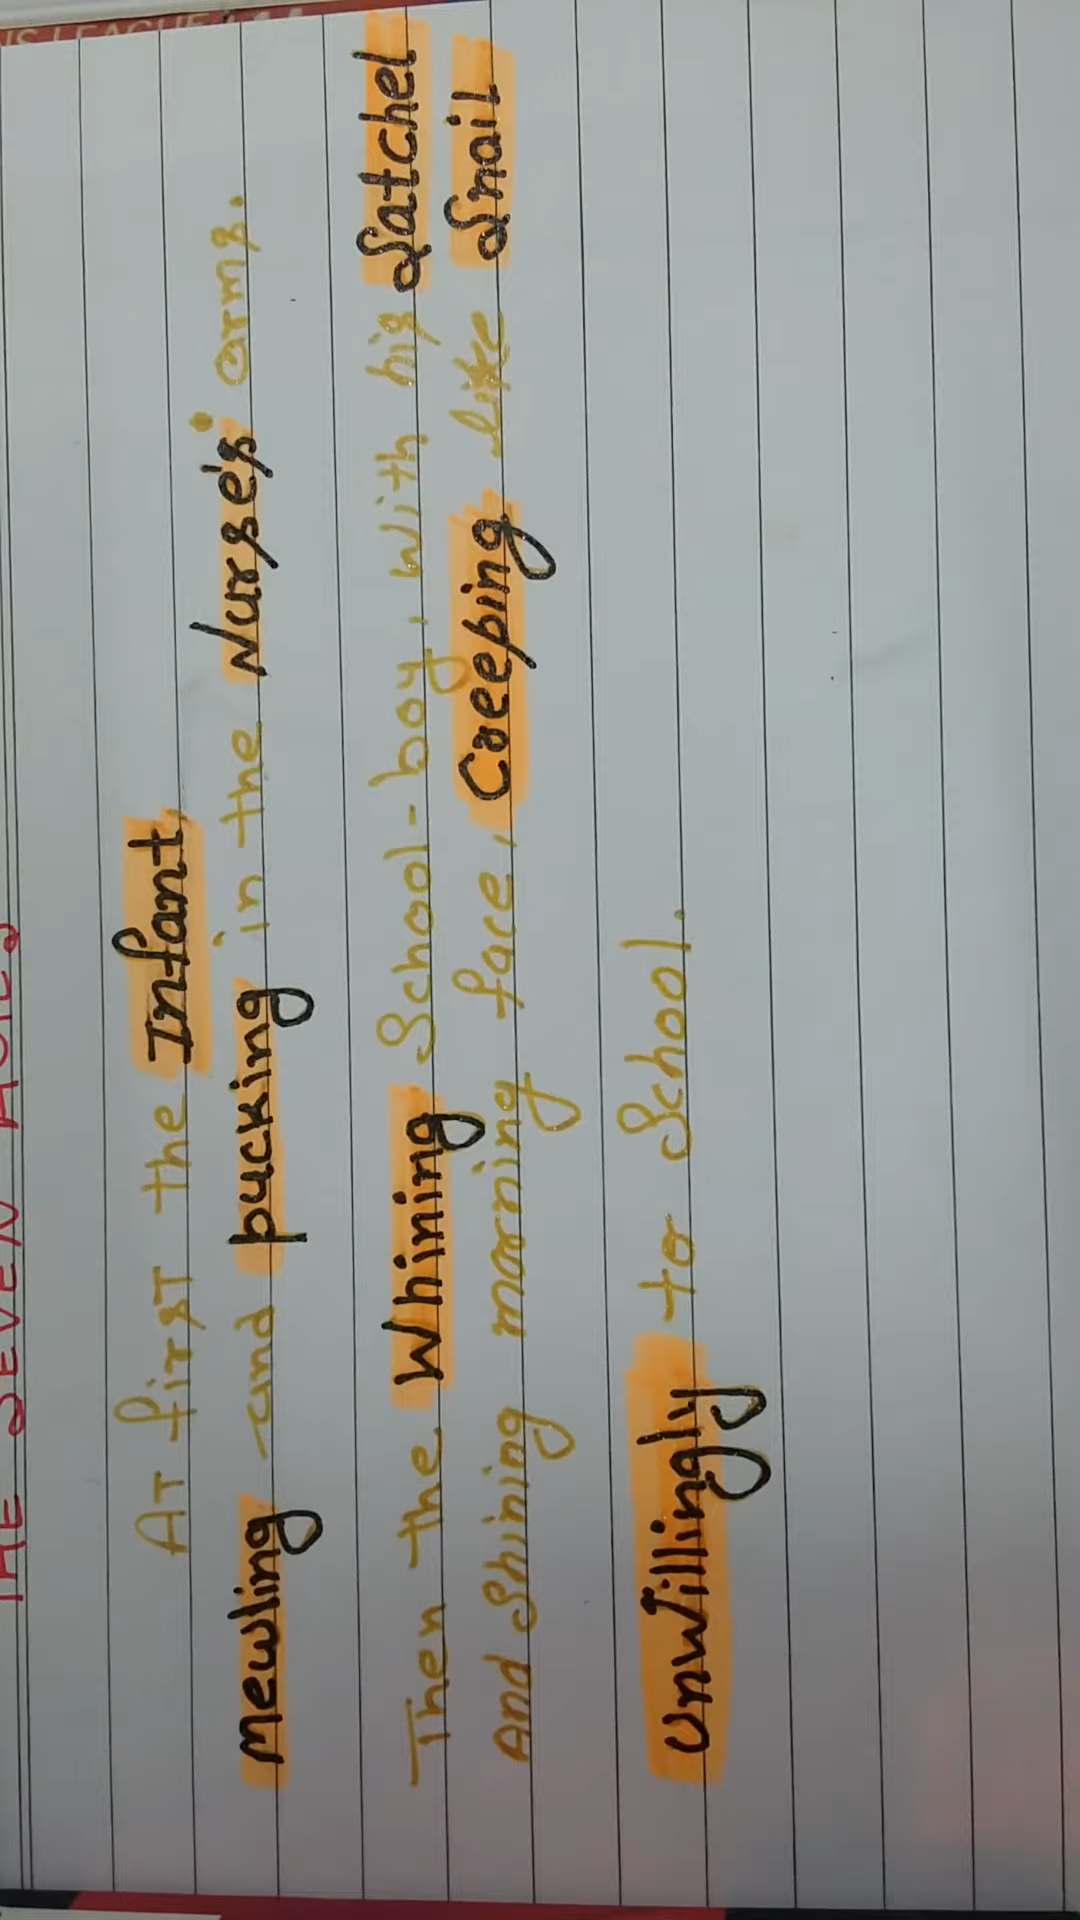 THE SEVEN AGES
At first the Infant,
Mewling and pucking in the Nurse's arms.
Then the Whining School-boy, with his Satchel
And Shining morning face, Creeping like Snail
Unwillingly to School.